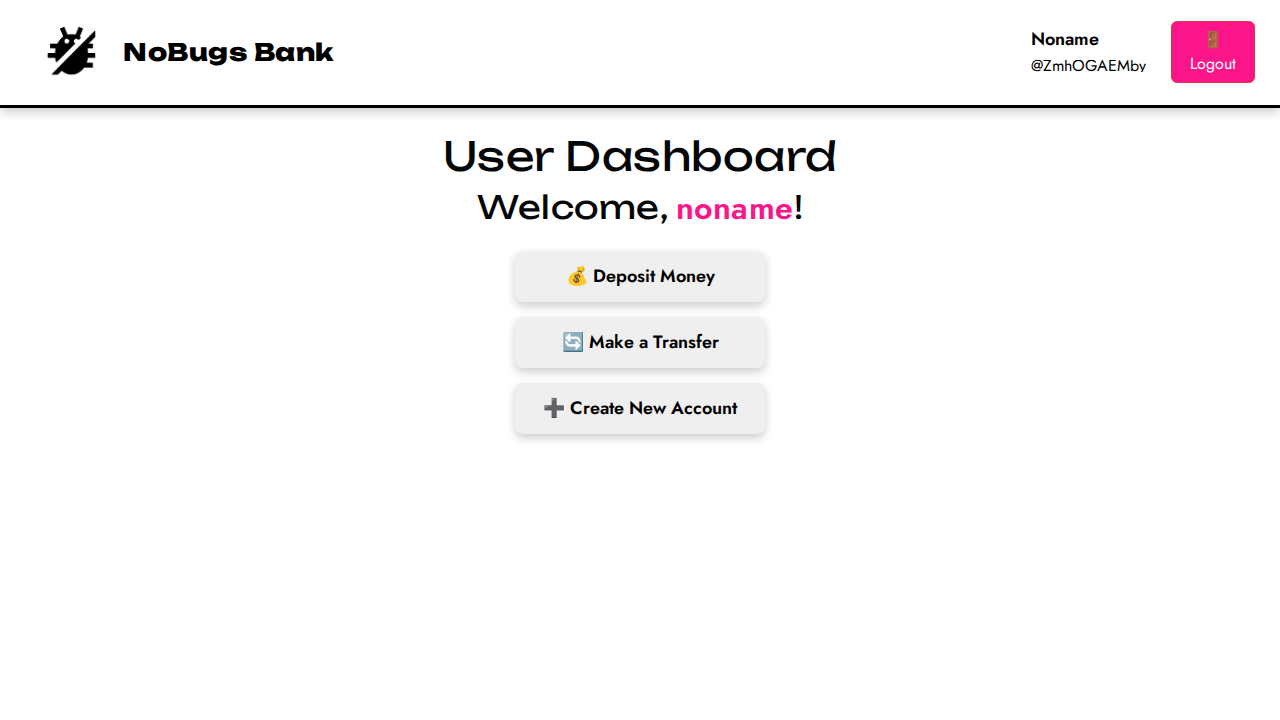 NoBugs Bank
Noname
@ZmhOGAEMby
🚪
Logout
User Dashboard
Welcome, noname!
💰 Deposit Money
🔄 Make a Transfer
➕ Create New Account